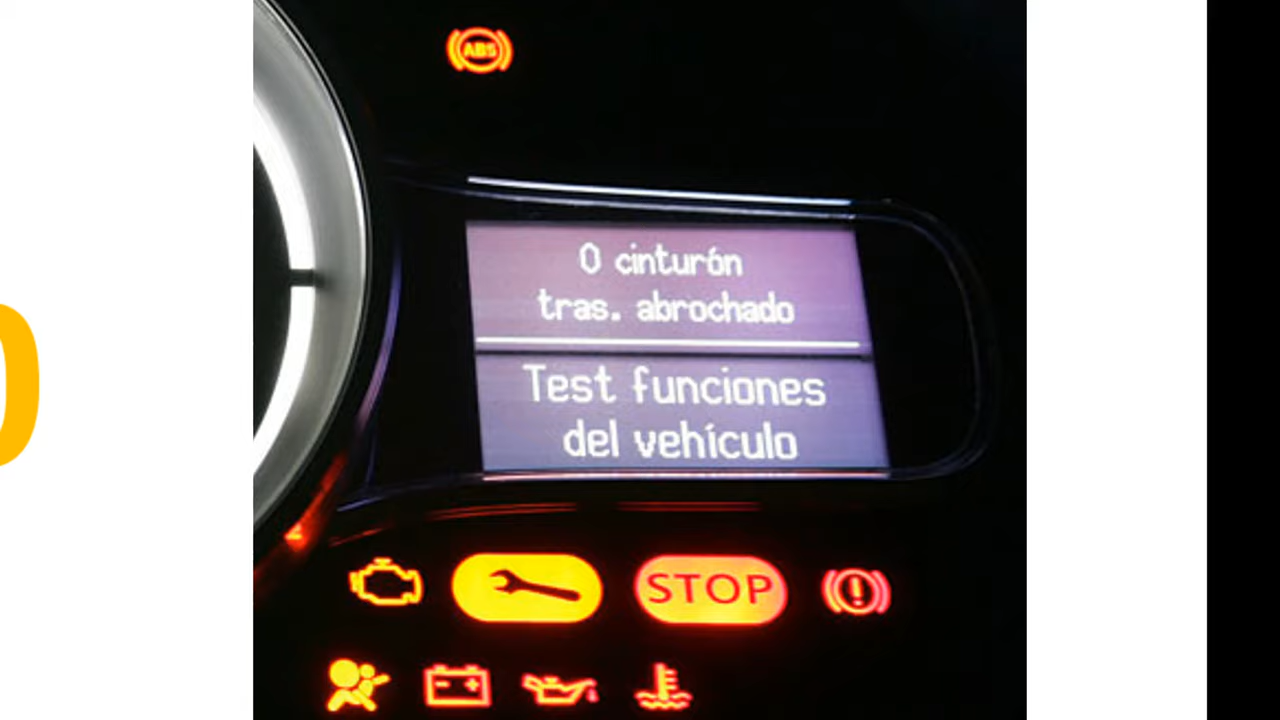 ABS
0 cinturón
tras. abrochado
Test funciones
del vehículo
STOP